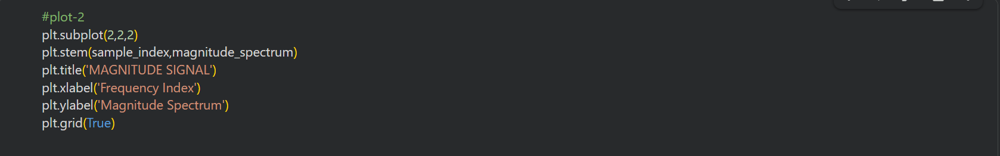 #plot-2
plt.subplot(2,2,2)
plt.stem(sample_index,magnitude_spectrum)
plt.title('MAGNITUDE SIGNAL')
plt.xlabel('Frequency Index')
plt.ylabel('Magnitude Spectrum')
plt.grid(True)